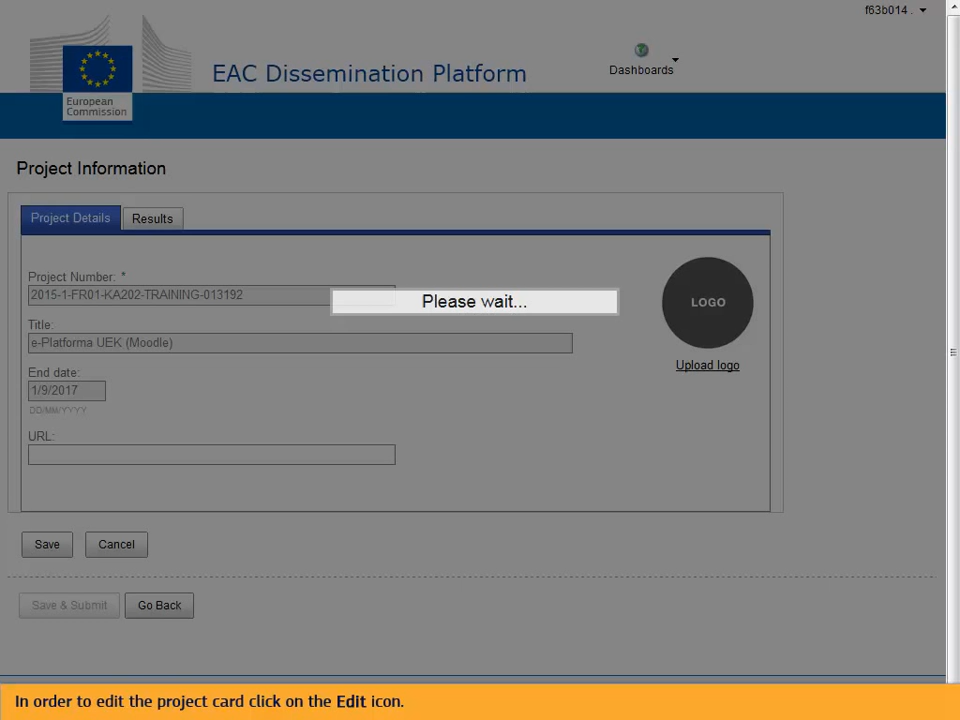 f63b014 .
European
Commission
EAC Dissemination Platform
Dashboards
Project Information
Project Details
Results
Project Number: *
2015-1-FR01-KA202-TRAINING-013192
Please wait...
LOGO
Title:
e-Platforma UEK (Moodle)
Upload logo
End date:
1/9/2017
DD/MM/YYYY
URL:
Save
Cancel
Save & Submit
Go Back
In order to edit the project card click on the Edit icon.